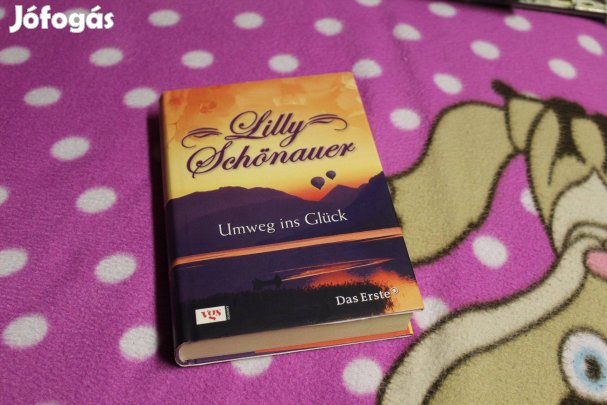 Jófogás
Lilly
Schönauer
Umweg ins Glück
Das Erste
vgs